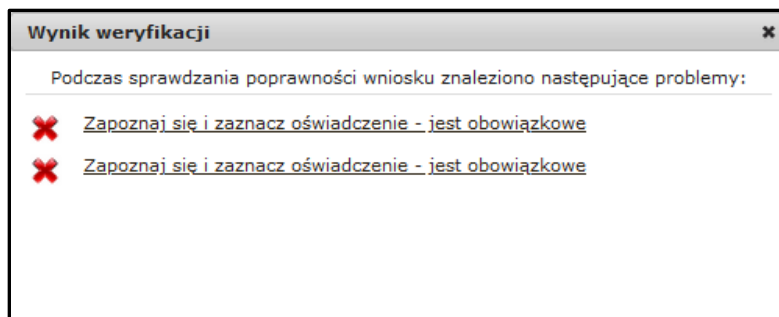 Wynik weryfikacji
Podczas sprawdzania poprawności wniosku znaleziono następujące problemy:
Zapoznaj się i zaznacz oświadczenie - jest obowiązkowe
Zapoznaj się i zaznacz oświadczenie - jest obowiązkowe